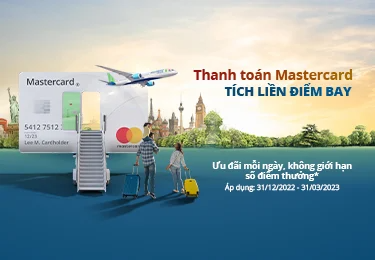 Thanh toán Mastercard
TÍCH LIỀN ĐIỂM BAY
Mastercard
5412 7512
12/23
Lee M. Cardholder
mastercard
Ưu đãi mỗi ngày, không giới hạn
số điểm thưởng*
Áp dụng: 31/12/2022 - 31/03/2023